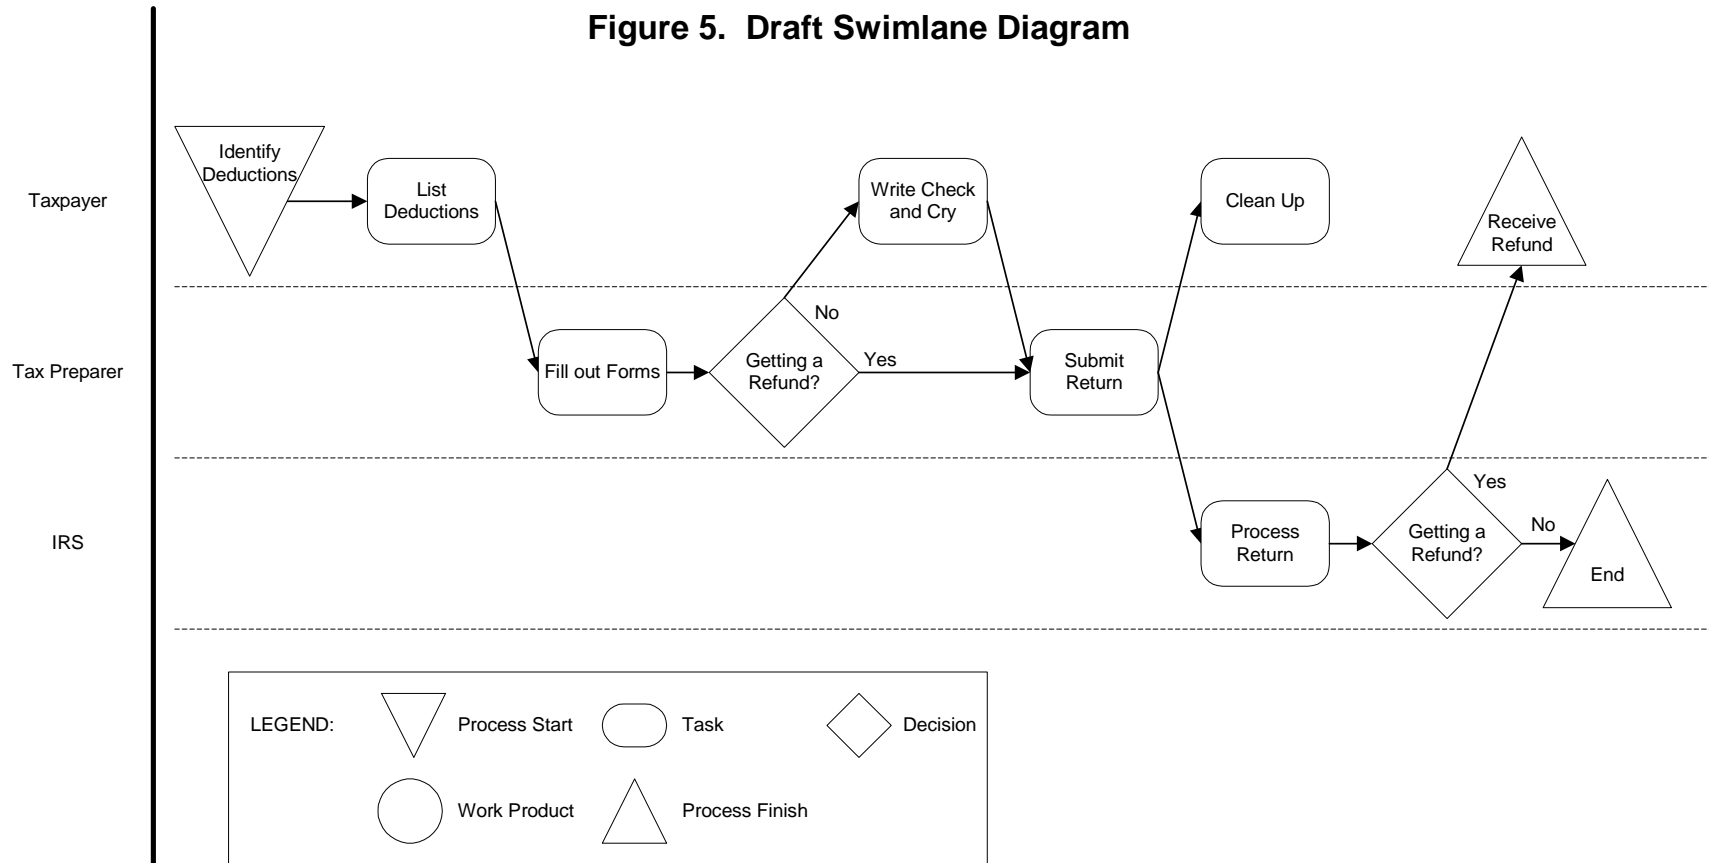 Figure 5.  Draft Swimlane Diagram
Taxpayer
Identify
Deductions
List
Deductions
Write Check
and Cry
Clean Up
Receive
Refund
Tax Preparer
Fill out Forms
Getting a
Refund?
No
Yes
Submit
Return
IRS
Process
Return
Getting a
Refund?
Yes
No
End
LEGEND:
Process Start
Task
Decision
Work Product
Process Finish